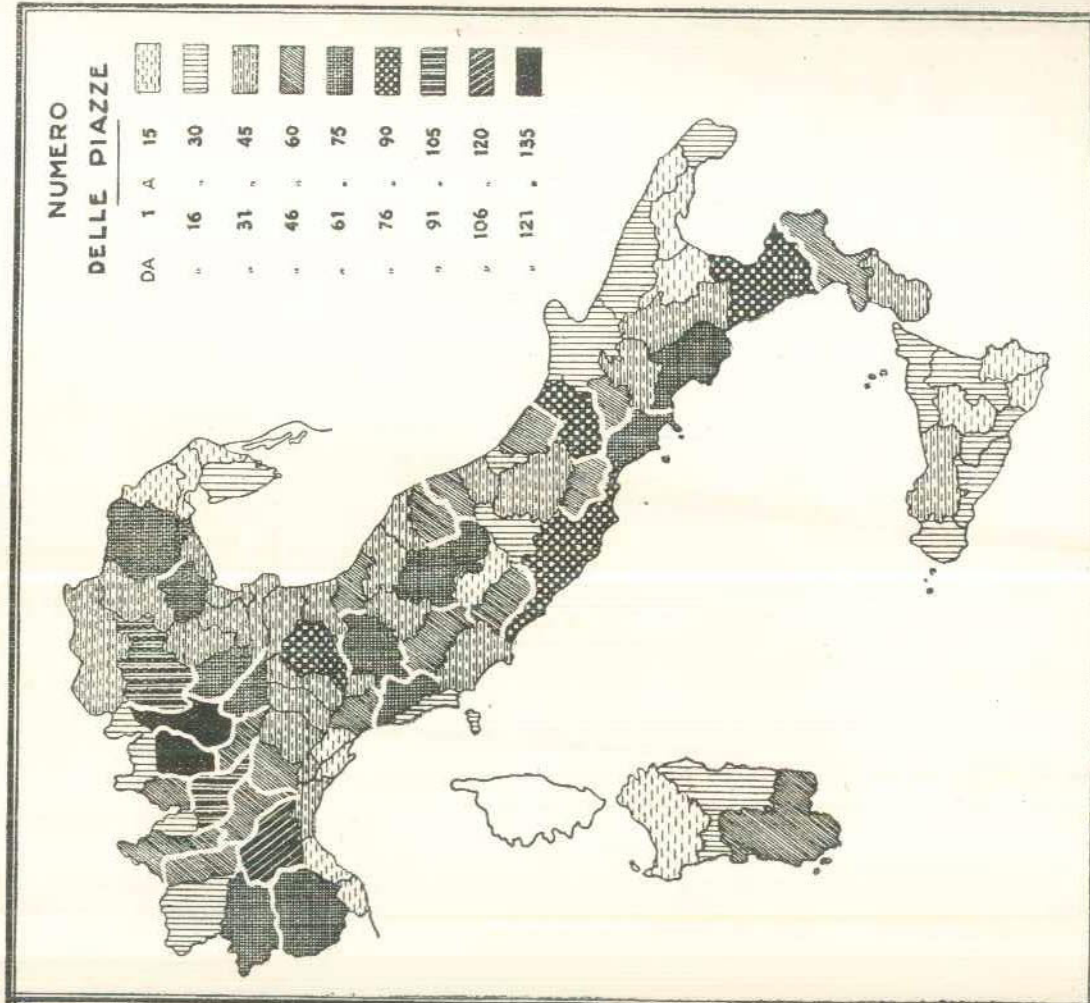 NUMERO
DELLE PIAZZE
DA 1 A 15
" 16 " 30
" 31 " 45
" 46 " 60
" 61 " 75
" 76 " 90
" 91 " 105
" 106 " 120
" 121 " 135